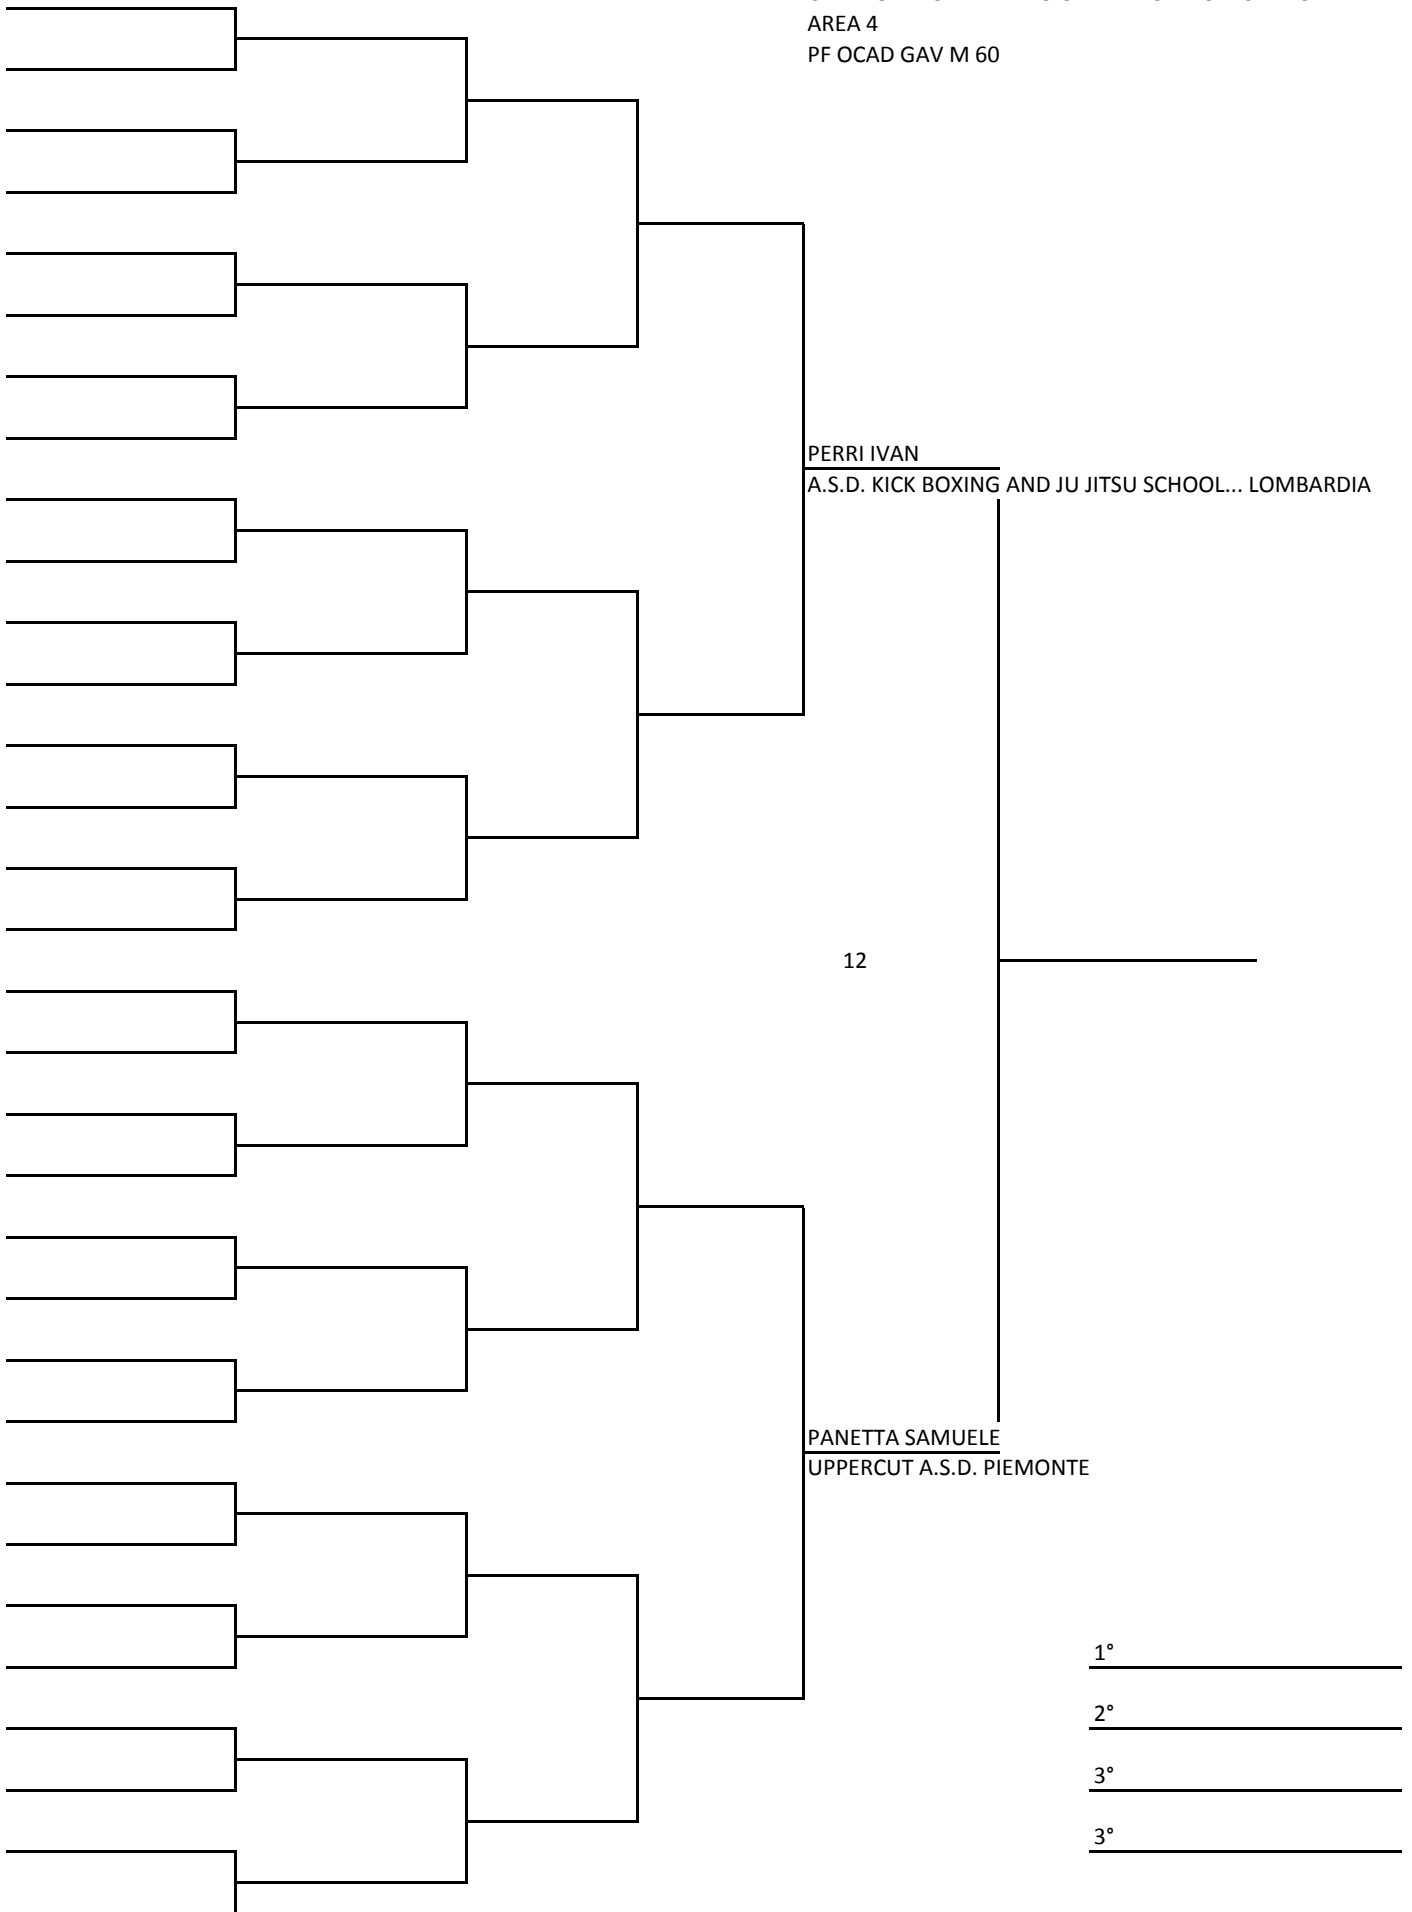 AREA 4
PF OCAD GAV M 60
PERRI IVAN
A.S.D. KICK BOXING AND JU JITSU SCHOOL... LOMBARDIA
12
PANETTA SAMUELE
UPPERCUT A.S.D. PIEMONTE
1°
2°
3°
3°